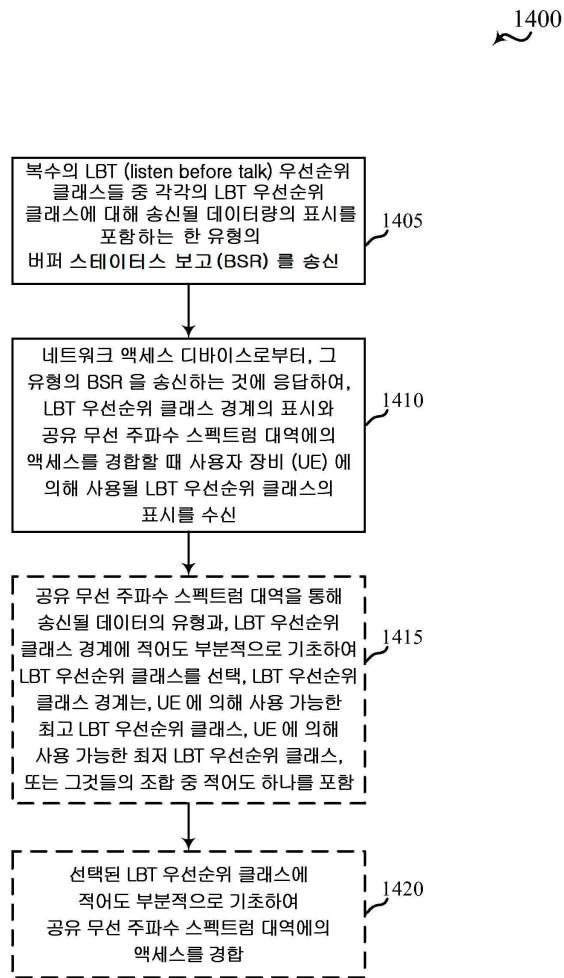 1400
복수의 LBT (listen before talk) 우선순위
클래스들 중 각각의 LBT 우선순위
클래스에 대해 송신될 데이터량의 표시를
포함하는 한 유형의
버퍼 스테이터스 보고(BSR) 를 송신
1405
네트워크 액세스 디바이스로부터, 그
유형의 BSR 을 송신하는 것에 응답하여,
LBT 우선순위 클래스 경계의 표시와
공유 무선 주파수 스펙트럼 대역에의
액세스를 경합할 때 사용자 장비 (UE) 에
의해 사용될 LBT 우선순위 클래스의
표시를 수신
1410
공유 무선 주파수 스펙트럼 대역을 통해
송신될 데이터의 유형과, LBT 우선순위
클래스 경계에 적어도 부분적으로 기초하여
LBT 우선순위 클래스를 선택, LBT 우선순위
클래스 경계는, UE 에 의해 사용 가능한
최고 LBT 우선순위 클래스, UE 에 의해
사용 가능한 최저 LBT 우선순위 클래스,
또는 그것들의 조합 중 적어도 하나를 포함
1415
선택된 LBT 우선순위 클래스에
적어도 부분적으로 기초하여
공유 무선 주파수 스펙트럼 대역에의
액세스를 경합
1420